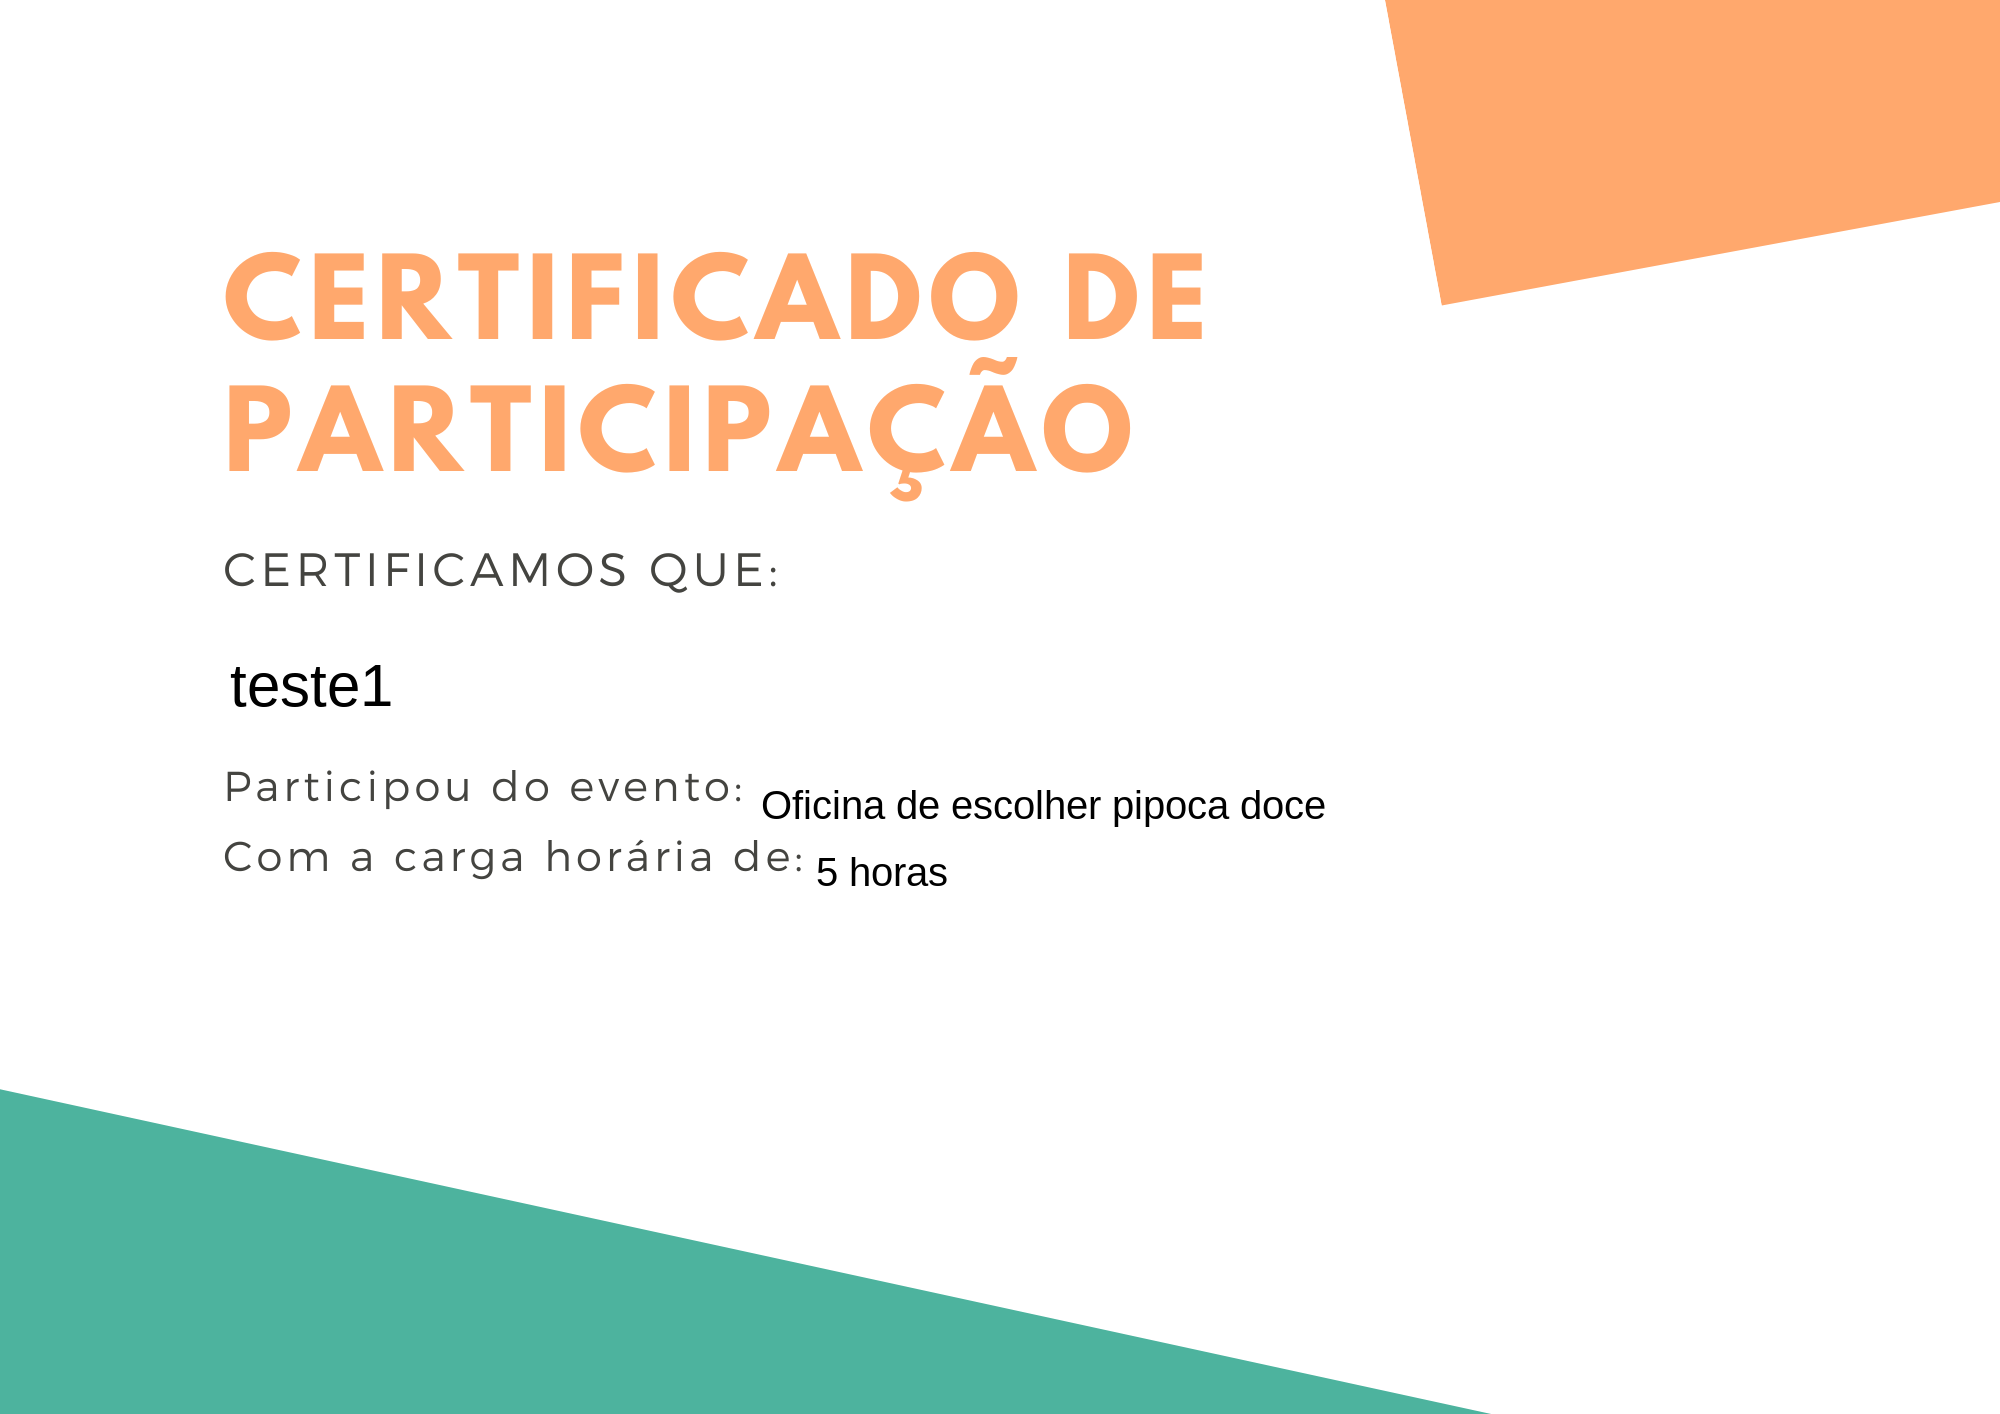 CERTIFICADO DE
PARTICIPAÇÃO
CERTIFICAMOS QUE:
teste1
Participou do evento: Oficina de escolher pipoca doce
Com a carga horária de: 5 horas